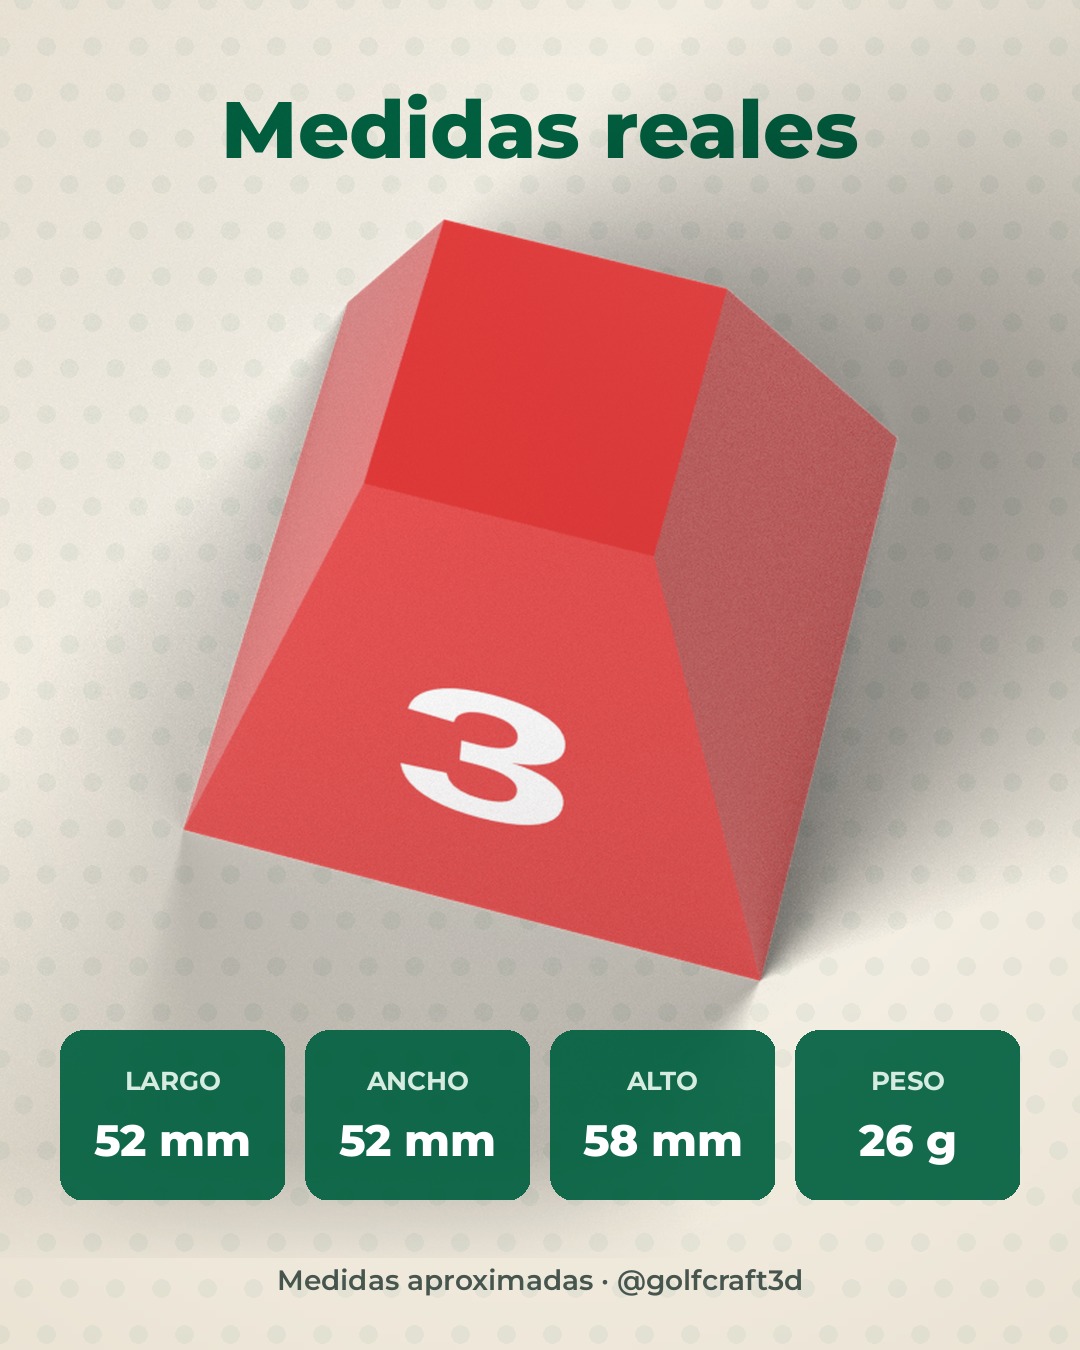 Medidas reales
3
LARGO
52 mm
ANCHO
52 mm
ALTO
58 mm
PESO
26 g
Medidas aproximadas · @golfcraft3d